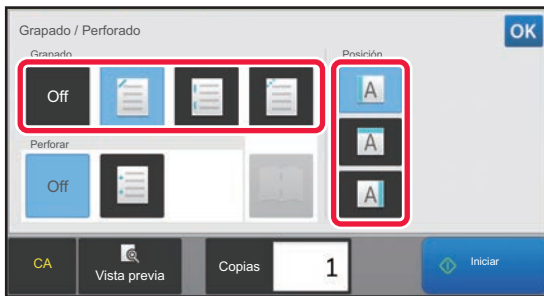 Grapado / Perforado
OK
Grapado
Posición
Off
A
A
A
Perforar
Off
CA
Vista previa
Copias
1
Iniciar